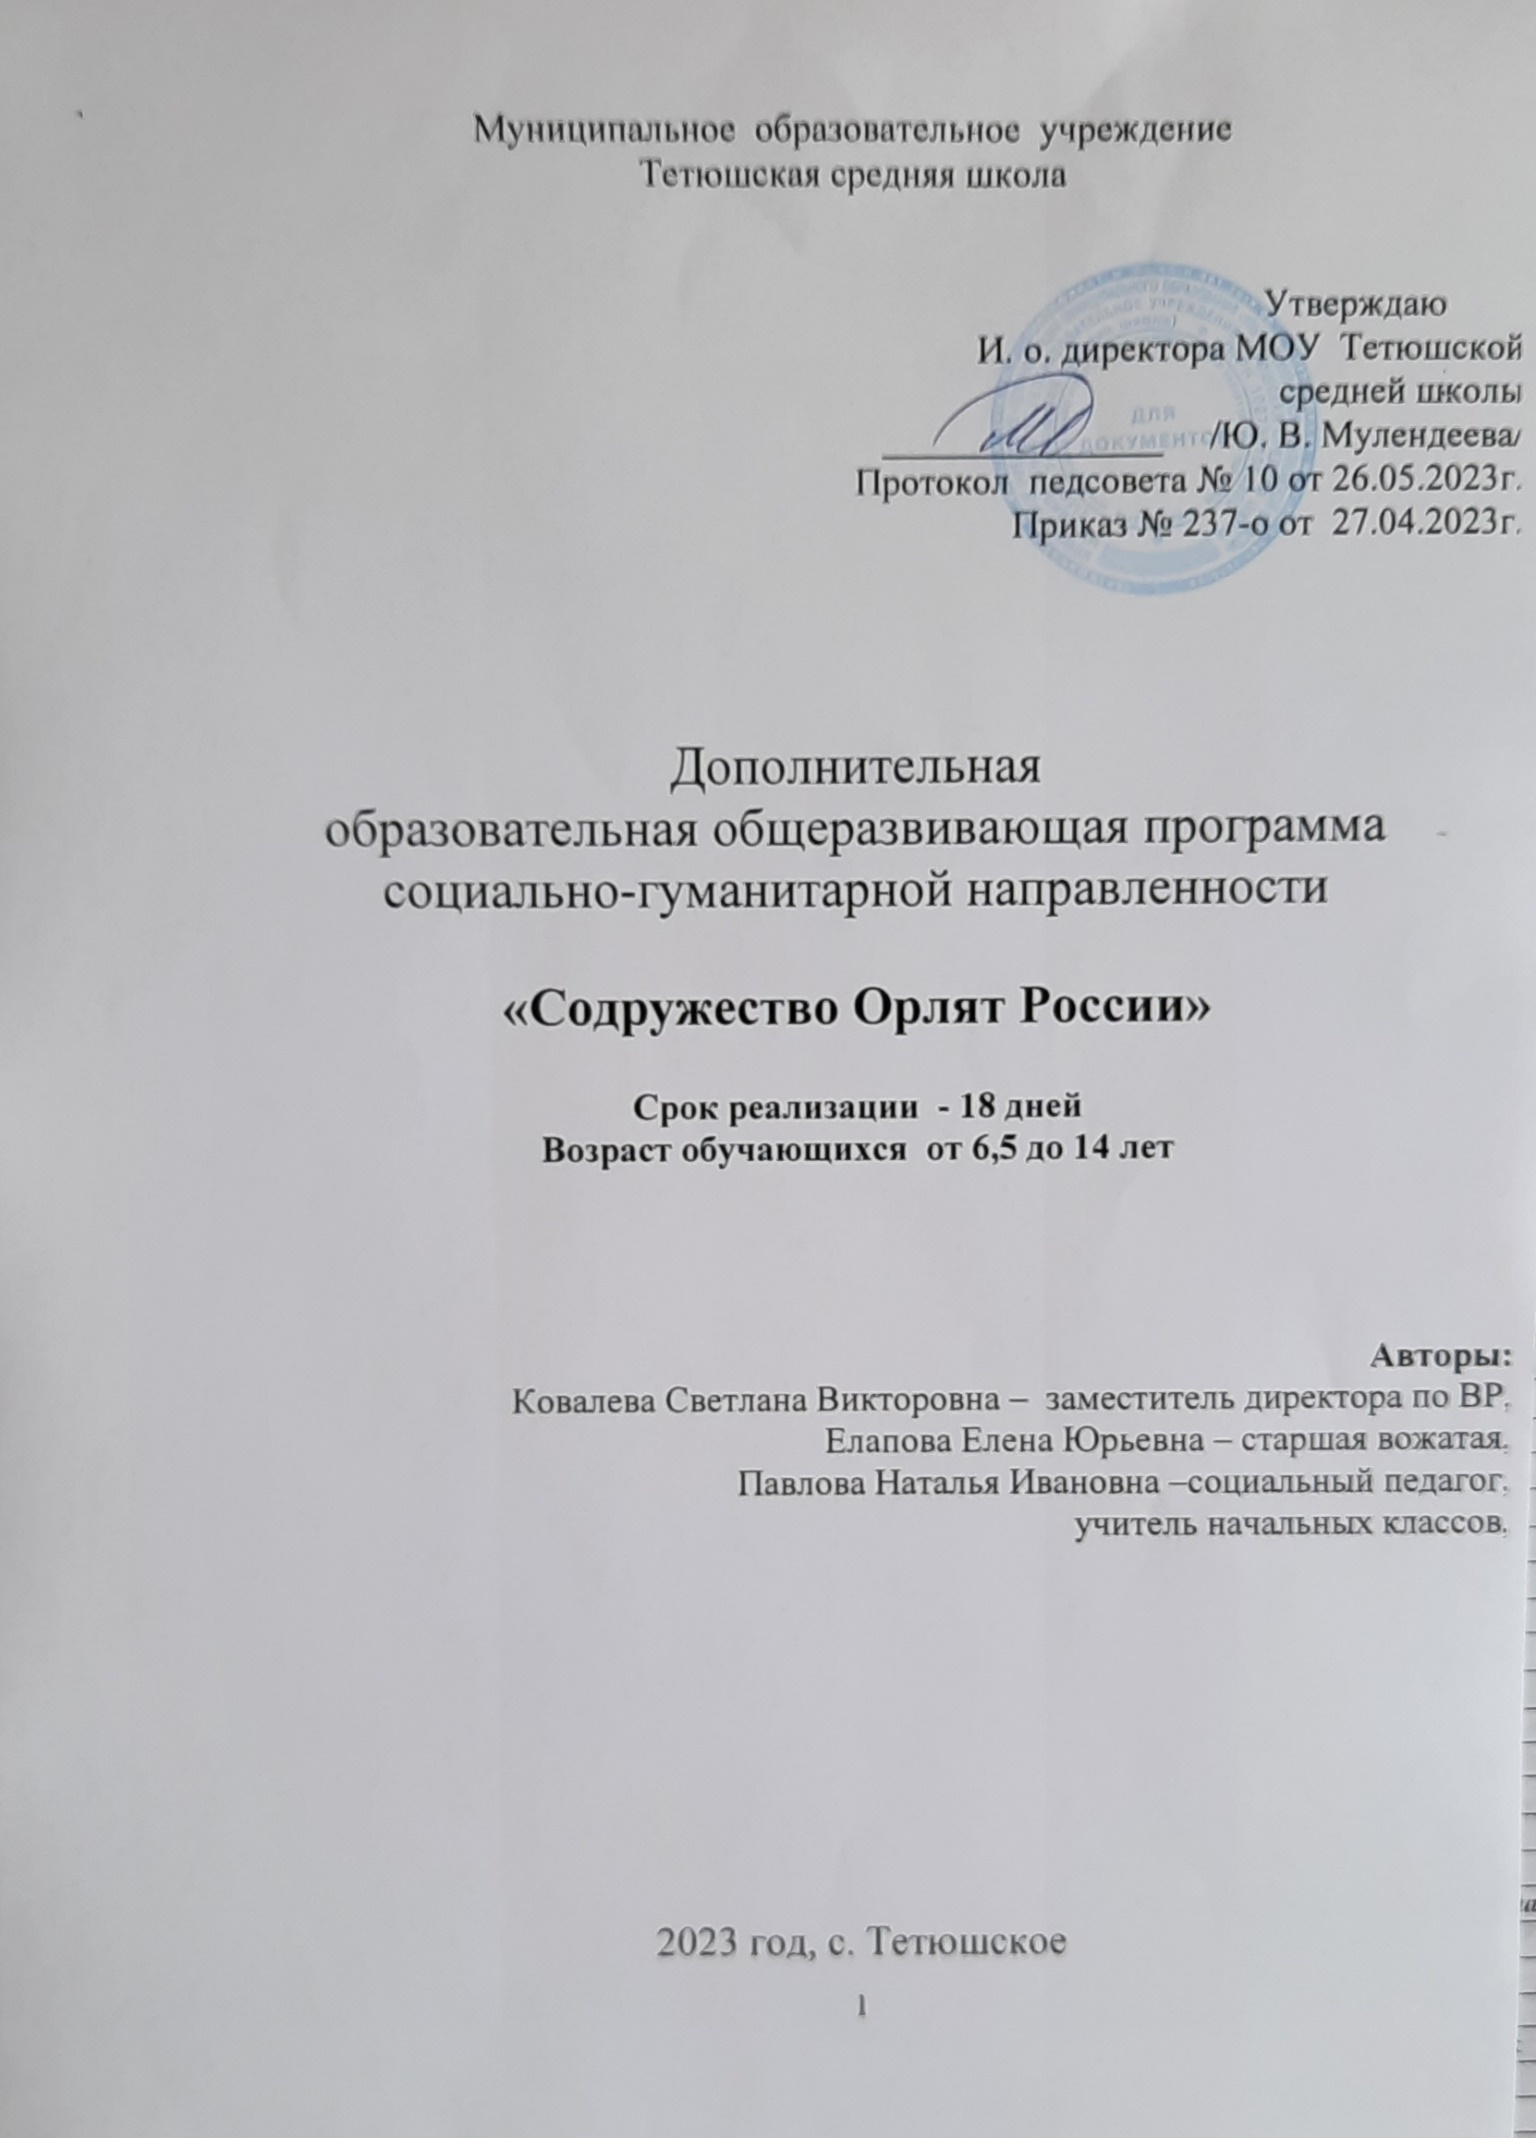 Муниципальное образовательное учреждение
Тетюшская средняя школа
Утверждаю
И. о. директора МОУ Тетюшской
средней школы
/Ю. В. Мулендеева/
Протокол педсовета № 10 от 26.05.2023г.
Приказ № 237-о от 27.04.2023г.
ДЛЯ
ДОКУМЕНТО
Дополнительная
образовательная общеразвивающая программа
социально-гуманитарной направленности
«Содружество Орлят России»
Срок реализации - 18 дней
Возраст обучающихся от 6,5 до 14 лет
Авторы:
Ковалева Светлана Викторовна – заместитель директора по ВР,
Елапова Елена Юрьевна – старшая вожатая,
Павлова Наталья Ивановна –социальный педагог,
учитель начальных классов.
2023 год, с. Тетюшское
1